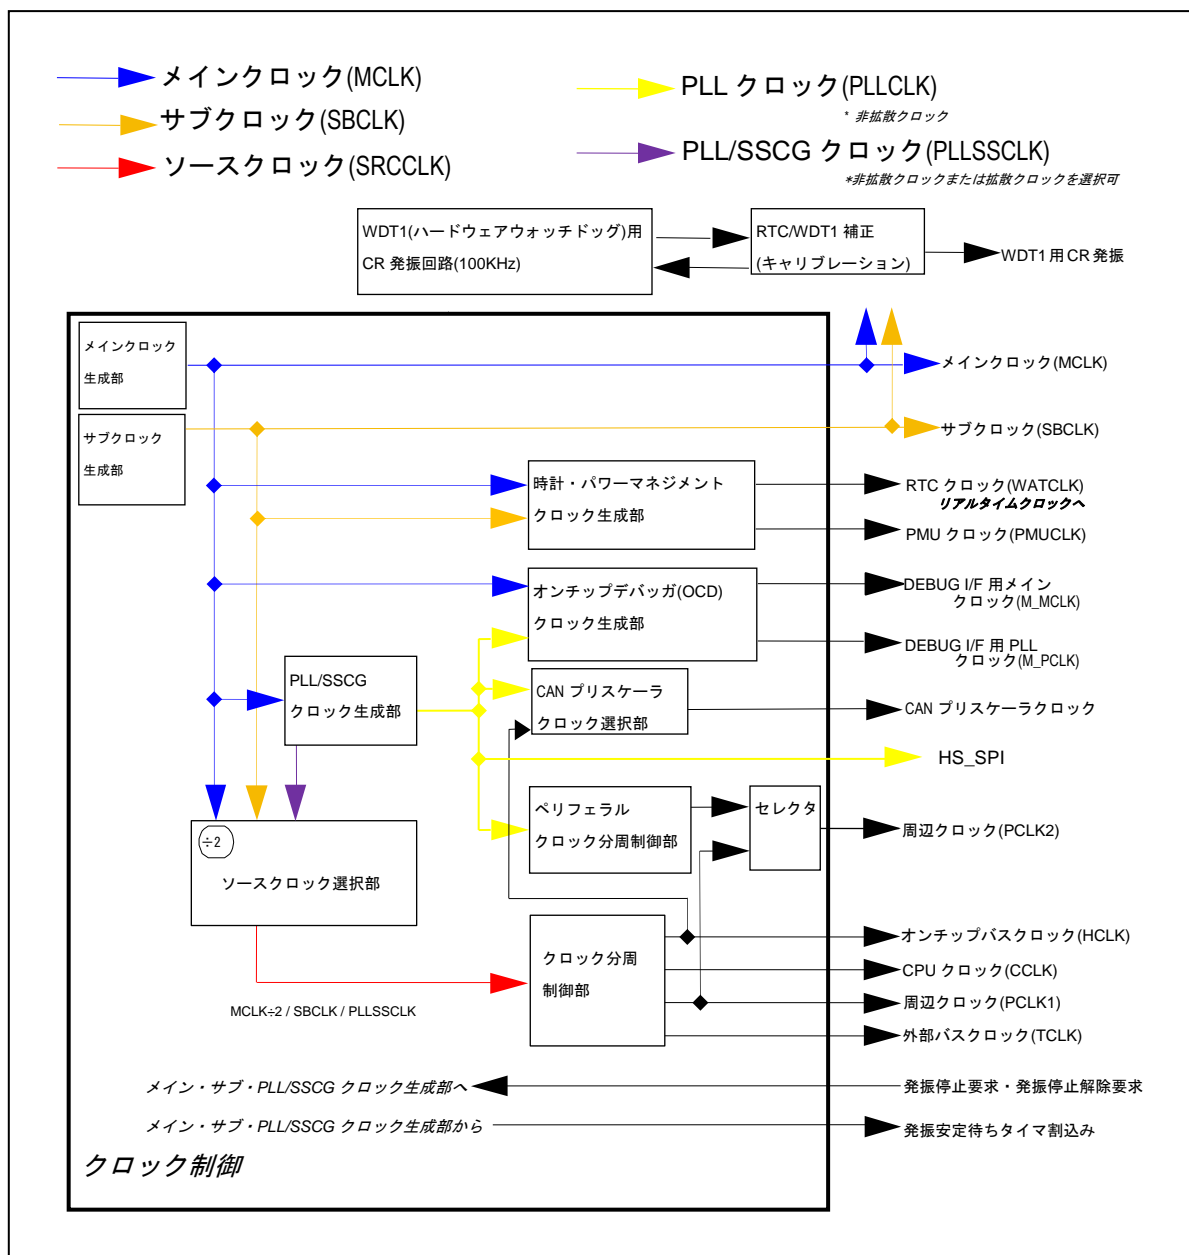 メインクロック(MCLK)
サブクロック(SBCLK)
ソースクロック(SRCCLK)
PLL クロック(PLLCLK)
* 非拡散クロック
PLL/SSCG クロック(PLLSSCLK)
*非拡散クロックまたは拡散クロックを選択可
WDT1(ハードウェアウォッチドッグ)用
CR 発振回路(100KHz)
RTC/WDT1 補正
(キャリブレーション)
WDT1 用 CR 発振
メインクロック
生成部
メインクロック(MCLK)
サブクロック
生成部
サブクロック(SBCLK)
時計・パワーマネジメント
クロック生成部
RTC クロック(WATCLK)
リアルタイムクロックへ
PMU クロック(PMUCLK)
オンチップデバッガ(OCD)
クロック生成部
DEBUG I/F 用メイン
クロック(M_MCLK)
DEBUG I/F 用 PLL
クロック(M_PCLK)
PLL/SSCG
クロック生成部
CAN プリスケーラ
クロック選択部
CAN プリスケーラクロック
HS_SPI
ペリフェラル
クロック分周制御部
セレクタ
周辺クロック(PCLK2)
÷2
ソースクロック選択部
クロック分周
制御部
オンチップバスクロック(HCLK)
CPU クロック(CCLK)
周辺クロック(PCLK1)
外部バスクロック(TCLK)
MCLK÷2 / SBCLK / PLLSSCLK
メイン・サブ・PLL/SSCG クロック生成部へ
発振停止要求・発振停止解除要求
メイン・サブ・PLL/SSCG クロック生成部から
発振安定待ちタイマ割込み
クロック制御